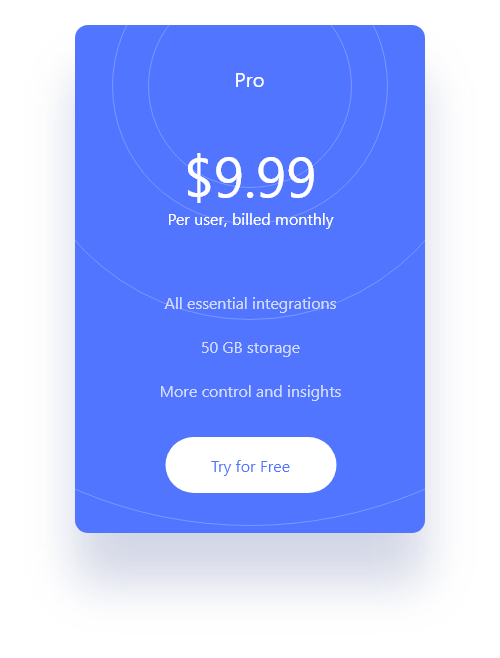 Pro
$9.99
Per user, billed monthly
All essential integrations
50 GB storage
More control and insights
Try for Free